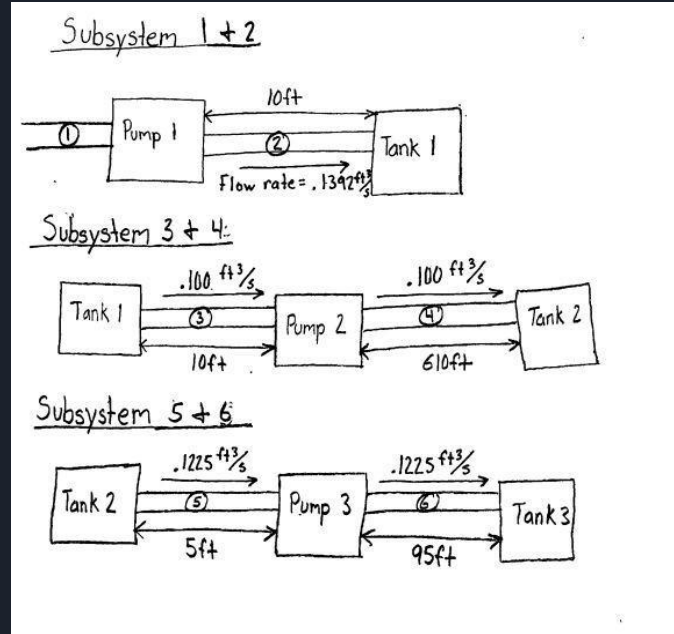 Subsystem 1 + 2
10ft
① Pump 1 ② Tank 1
Flow rate = .1392 ft³/s
Subsystem 3 + 4:
.100 ft³/s .100 ft³/s
Tank 1 ③ Pump 2 ④ Tank 2
10ft 610ft
Subsystem 5 + 6
.1225 ft³/s .1225 ft³/s
Tank 2 ⑤ Pump 3 ⑥ Tank 3
5ft 95ft